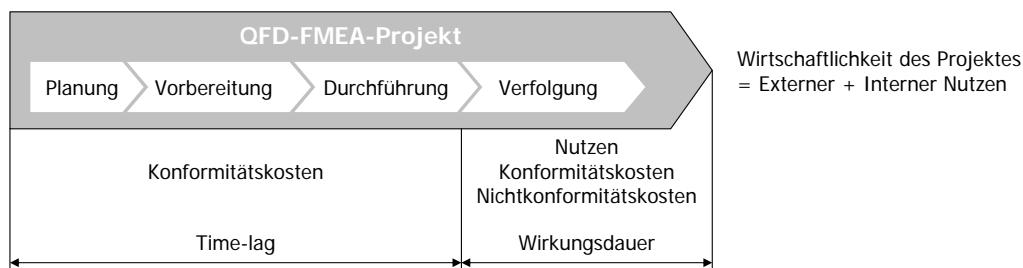 QFD-FMEA-Projekt
Planung
Vorbereitung
Durchführung
Verfolgung
Wirtschaftlichkeit des Projektes
= Externer + Interner Nutzen
Konformitätskosten
Nutzen
Konformitätskosten
Nichtkonformitätskosten
Time-lag
Wirkungsdauer